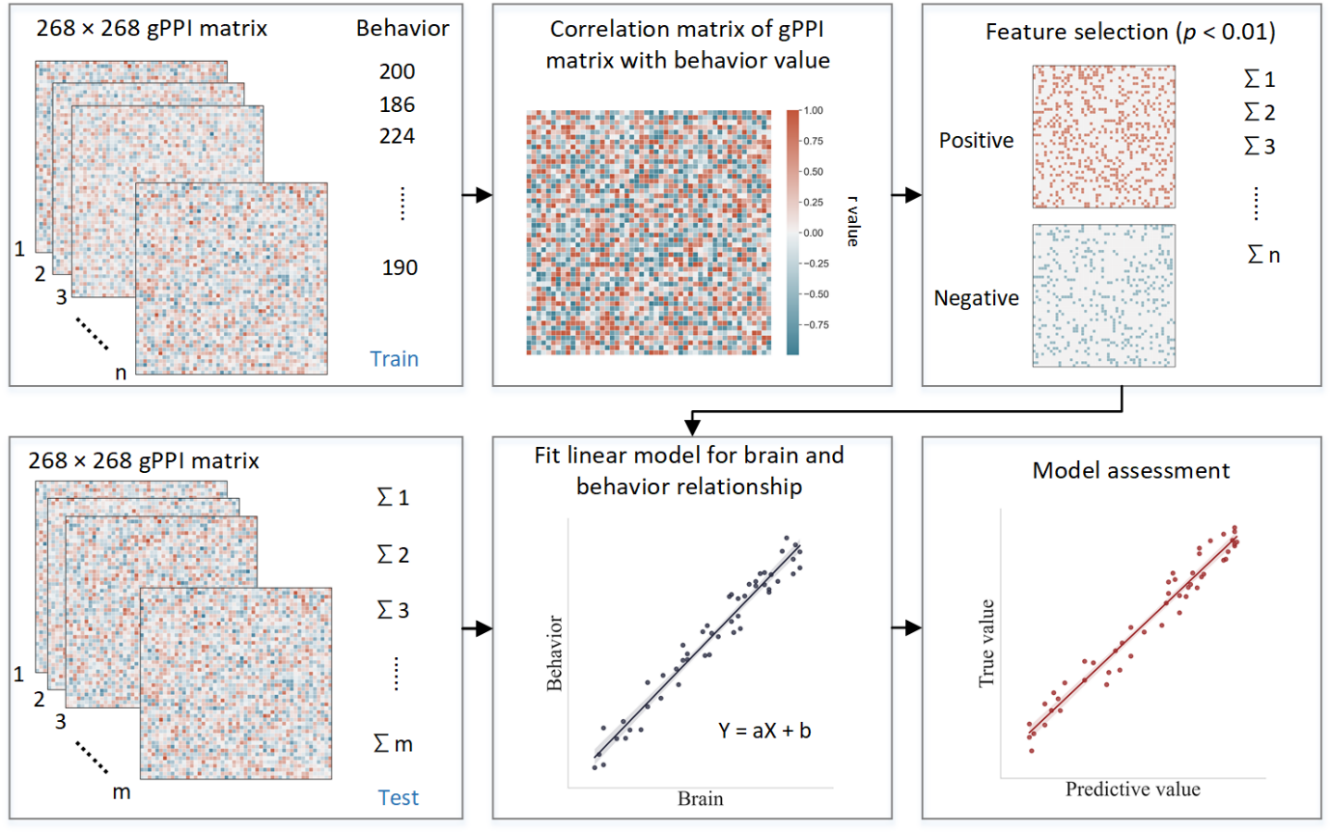 268 × 268 gPPI matrix
Behavior
200
186
224
......
190
1
2
3
......
n
Train
Correlation matrix of gPPI
matrix with behavior value
1.00
0.75
0.50
0.25
0.00
−0.25
−0.50
−0.75
r value
Feature selection (p < 0.01)
Positive
Negative
∑ 1
∑ 2
∑ 3
......
∑ n
268 × 268 gPPI matrix
∑ 1
∑ 2
∑ 3
......
∑ m
1
2
3
......
m
Test
Fit linear model for brain and
behavior relationship
Behavior
Y = aX + b
Brain
Model assessment
True value
Predictive value